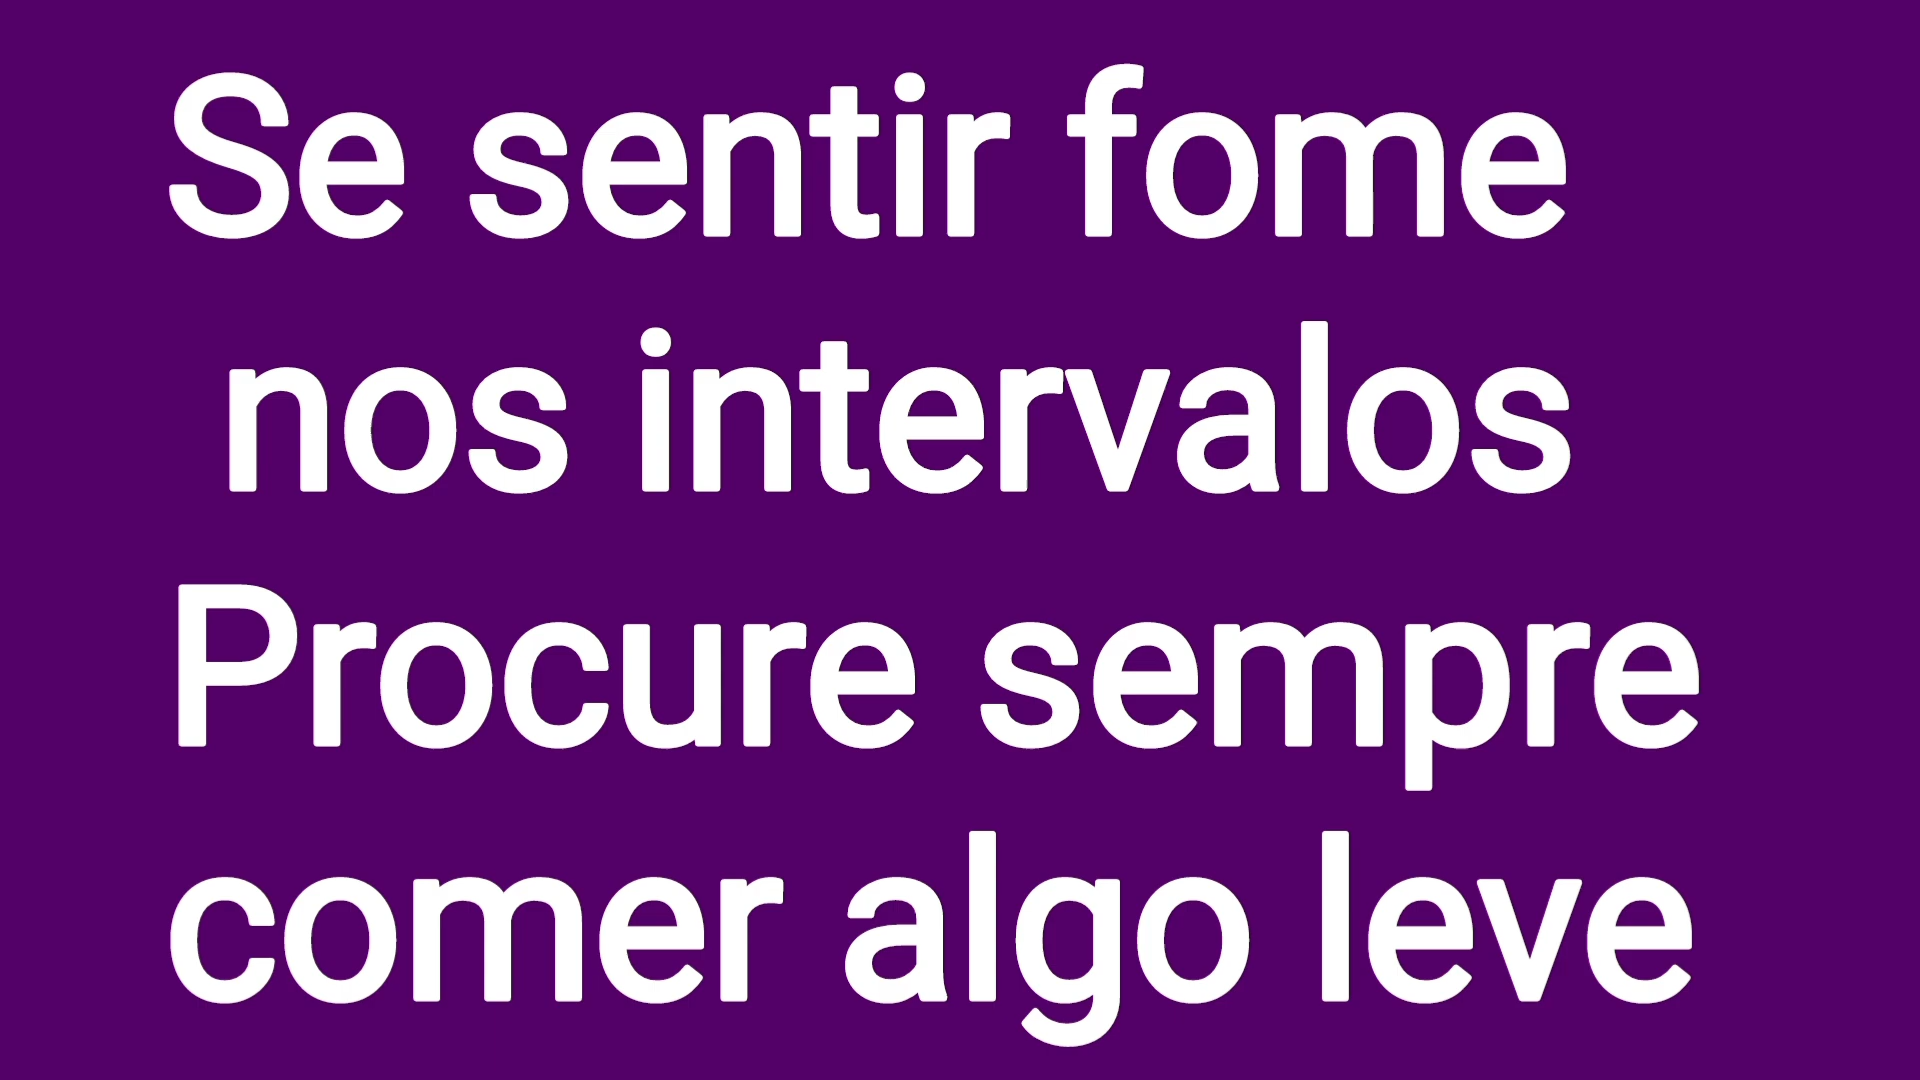 Se sentir fome
nos intervalos
Procure sempre
comer algo leve